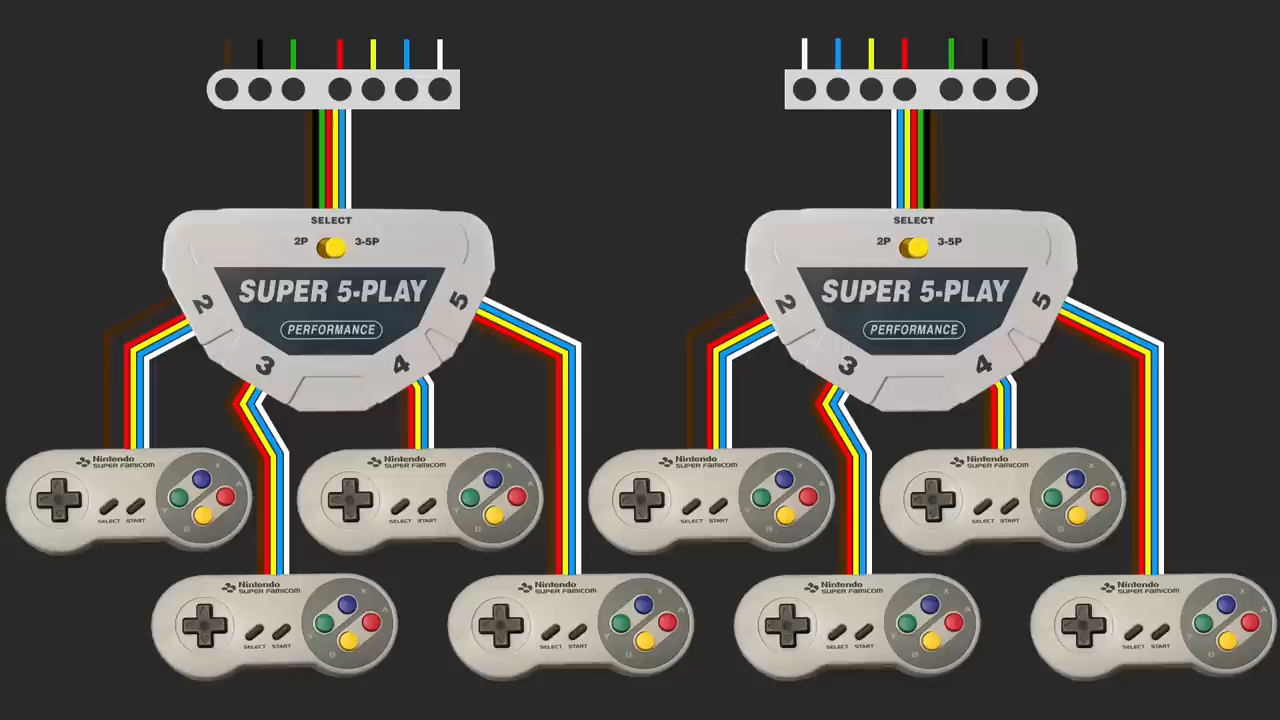 SELECT
2P 3-5P
SUPER 5-PLAY
PERFORMANCE
2
5
3
4
SELECT
2P 3-5P
SUPER 5-PLAY
PERFORMANCE
2
5
3
4
Nintendo
SUPER FAMICOM
X
A
Y
B
SELECT START
Nintendo
SUPER FAMICOM
X
A
Y
B
SELECT START
Nintendo
SUPER FAMICOM
X
A
Y
B
SELECT START
Nintendo
SUPER FAMICOM
X
A
Y
B
SELECT START
Nintendo
SUPER FAMICOM
X
A
Y
B
SELECT START
Nintendo
SUPER FAMICOM
X
A
Y
B
SELECT START
Nintendo
SUPER FAMICOM
X
A
Y
B
SELECT START
Nintendo
SUPER FAMICOM
X
A
Y
B
SELECT START